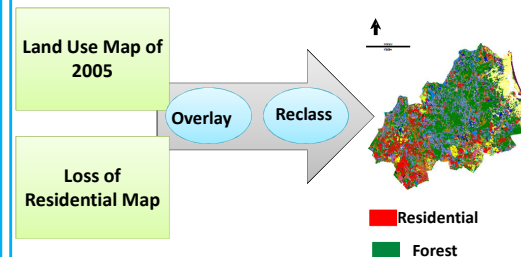 Land Use Map of
2005
Overlay
Reclass
Loss of
Residential Map
Residential
Forest